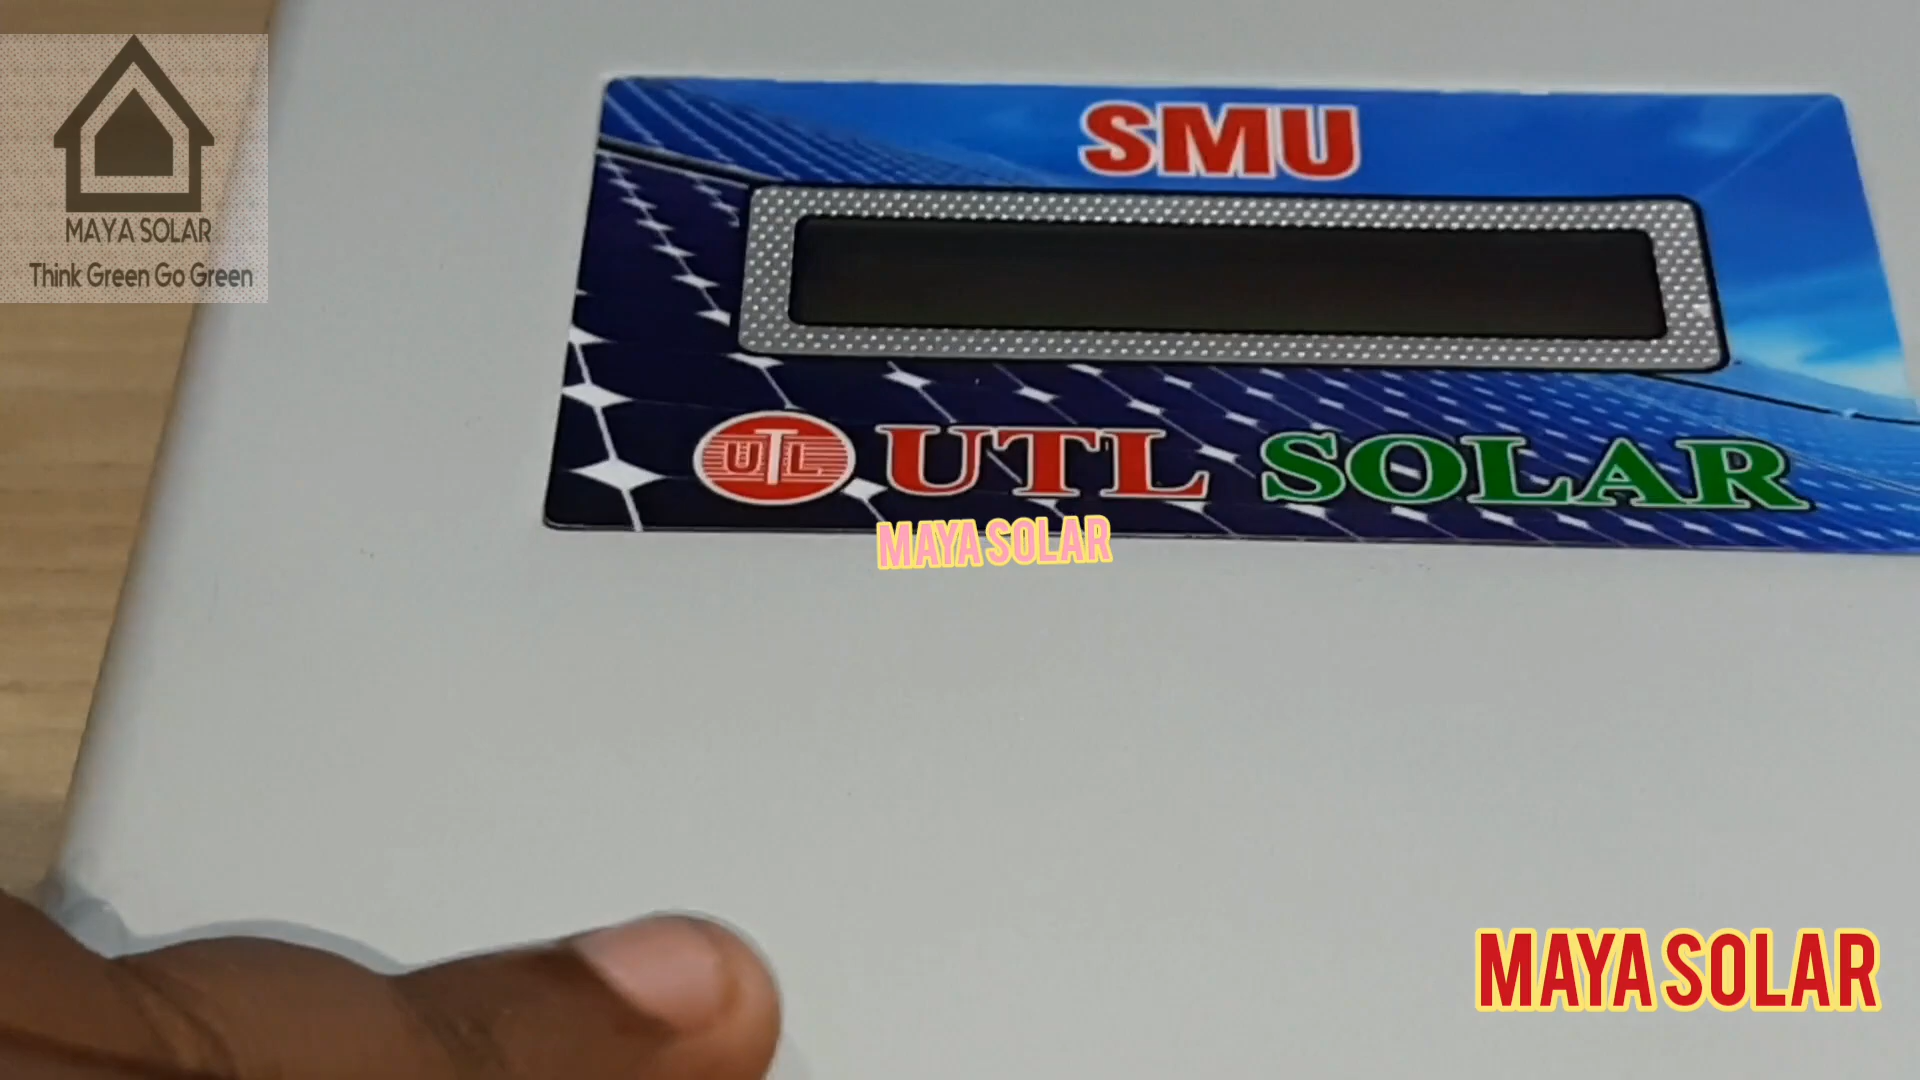 MAYA SOLAR
Think Green Go Green
SMU
UTL UTL SOLAR
MAYA SOLAR
MAYA SOLAR